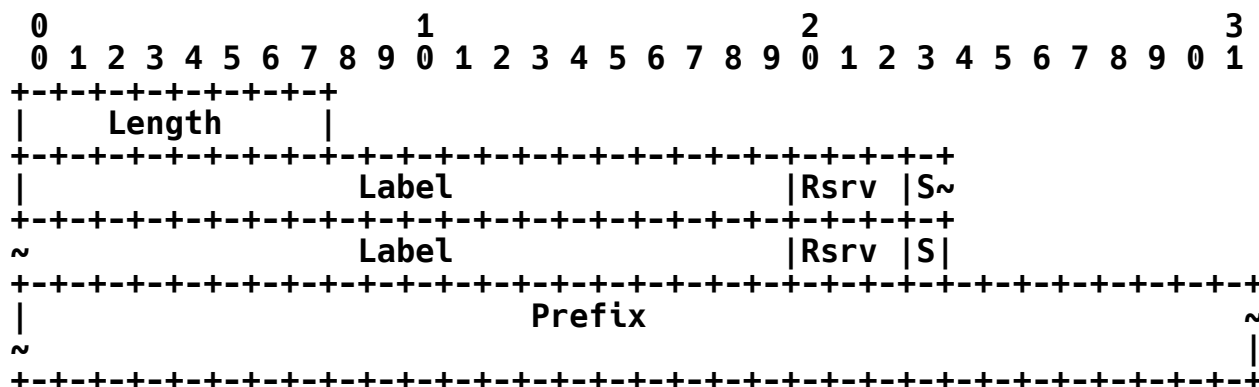 0                   1                   2                   3
 0 1 2 3 4 5 6 7 8 9 0 1 2 3 4 5 6 7 8 9 0 1 2 3 4 5 6 7 8 9 0 1
+-+-+-+-+-+-+-+-+
|    Length     |
+-+-+-+-+-+-+-+-+-+-+-+-+-+-+-+-+-+-+-+-+-+-+-+-+
|                 Label                 |Rsrv |S~
+-+-+-+-+-+-+-+-+-+-+-+-+-+-+-+-+-+-+-+-+-+-+-+-+
~                 Label                 |Rsrv |S|
+-+-+-+-+-+-+-+-+-+-+-+-+-+-+-+-+-+-+-+-+-+-+-+-+-+-+-+-+-+-+-+-+
|                          Prefix                               ~
~                                                               |
+-+-+-+-+-+-+-+-+-+-+-+-+-+-+-+-+-+-+-+-+-+-+-+-+-+-+-+-+-+-+-+-+